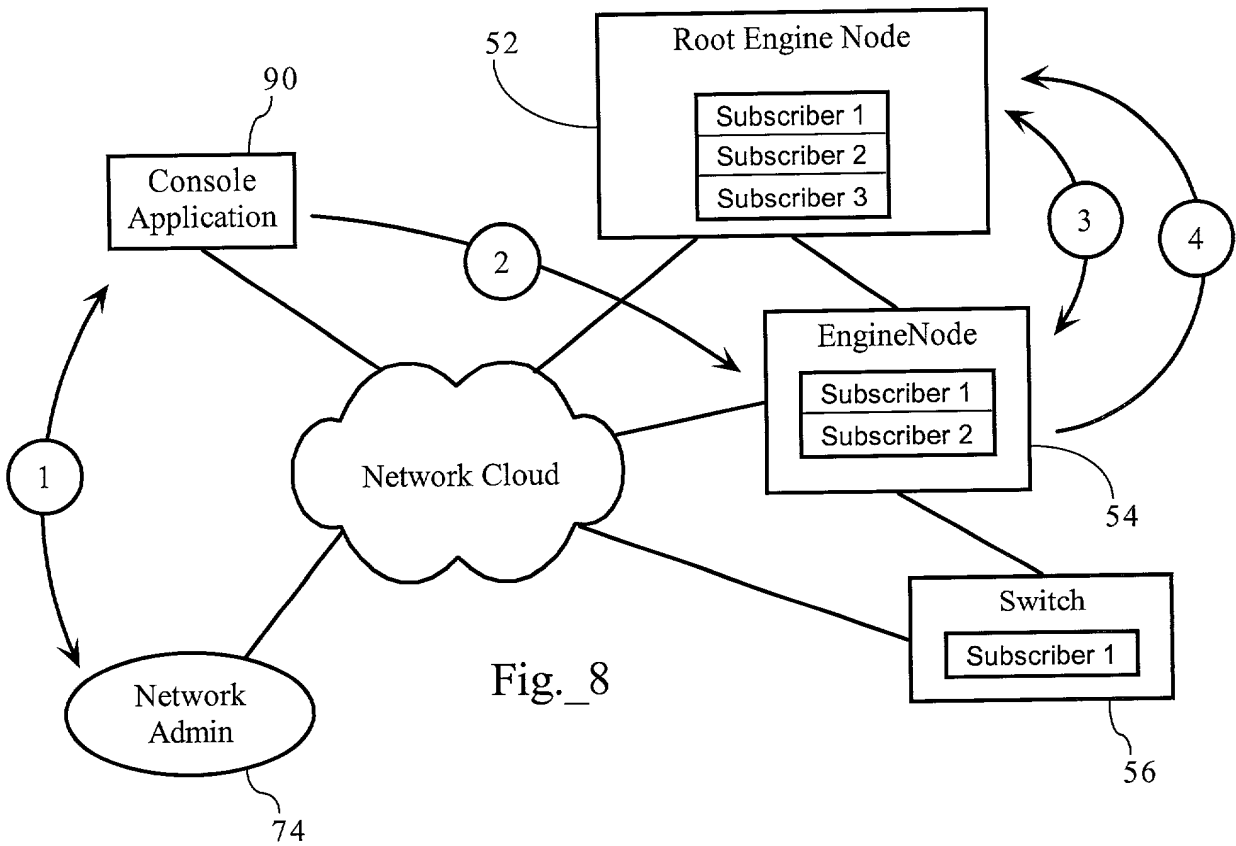 Root Engine Node
52
Subscriber 1
Subscriber 2
Subscriber 3
90
Console
Application
2
3
4
EngineNode
Subscriber 1
Subscriber 2
54
1
Network Cloud
Switch
Subscriber 1
56
Fig._8
Network
Admin
74